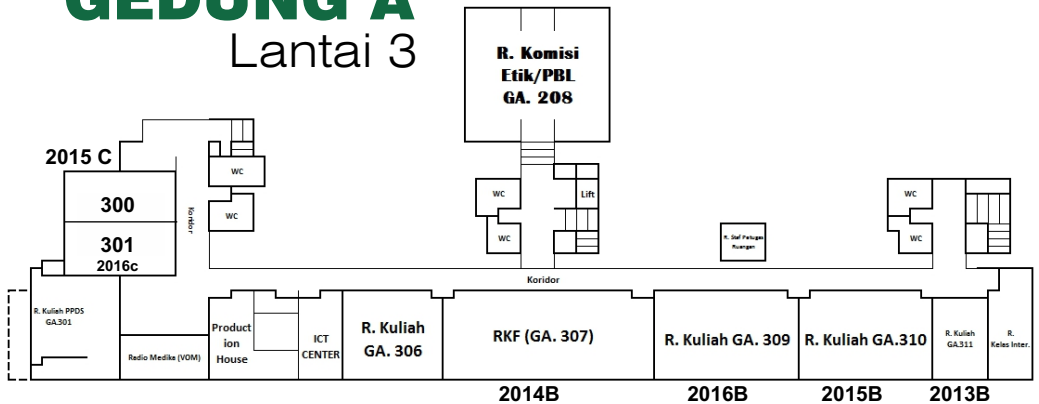 GEDUNG A
Lantai 3
R. Komisi
Etik/PBL
GA. 208
2015 C
300
301
2016c
Koridor
WC
WC
WC
WC
Lift
R. Staf Petugas
Ruangan
WC
WC
Koridor
R. Kuliah PPDS
GA.301
Radio Medika (VOM)
Product
ion
House
ICT
CENTER
R. Kuliah
GA. 306
RKF (GA. 307)
R. Kuliah GA. 309
R. Kuliah GA.310
R. Kuliah
GA.311
R.
Kelas Inter.
2014B
2016B
2015B
2013B